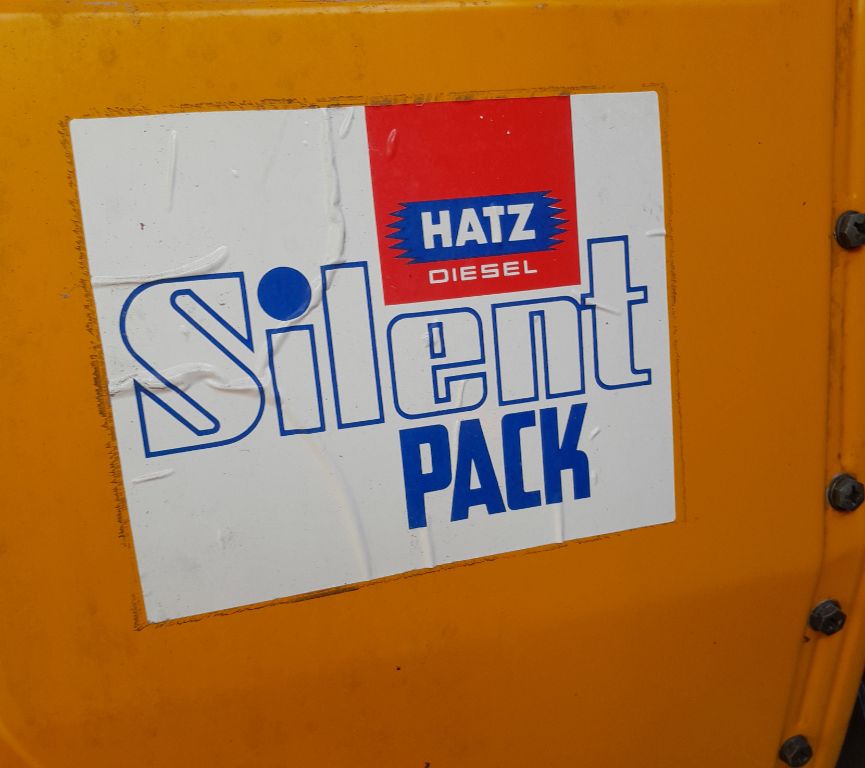 HATZ
DIESEL
Silent
PACK